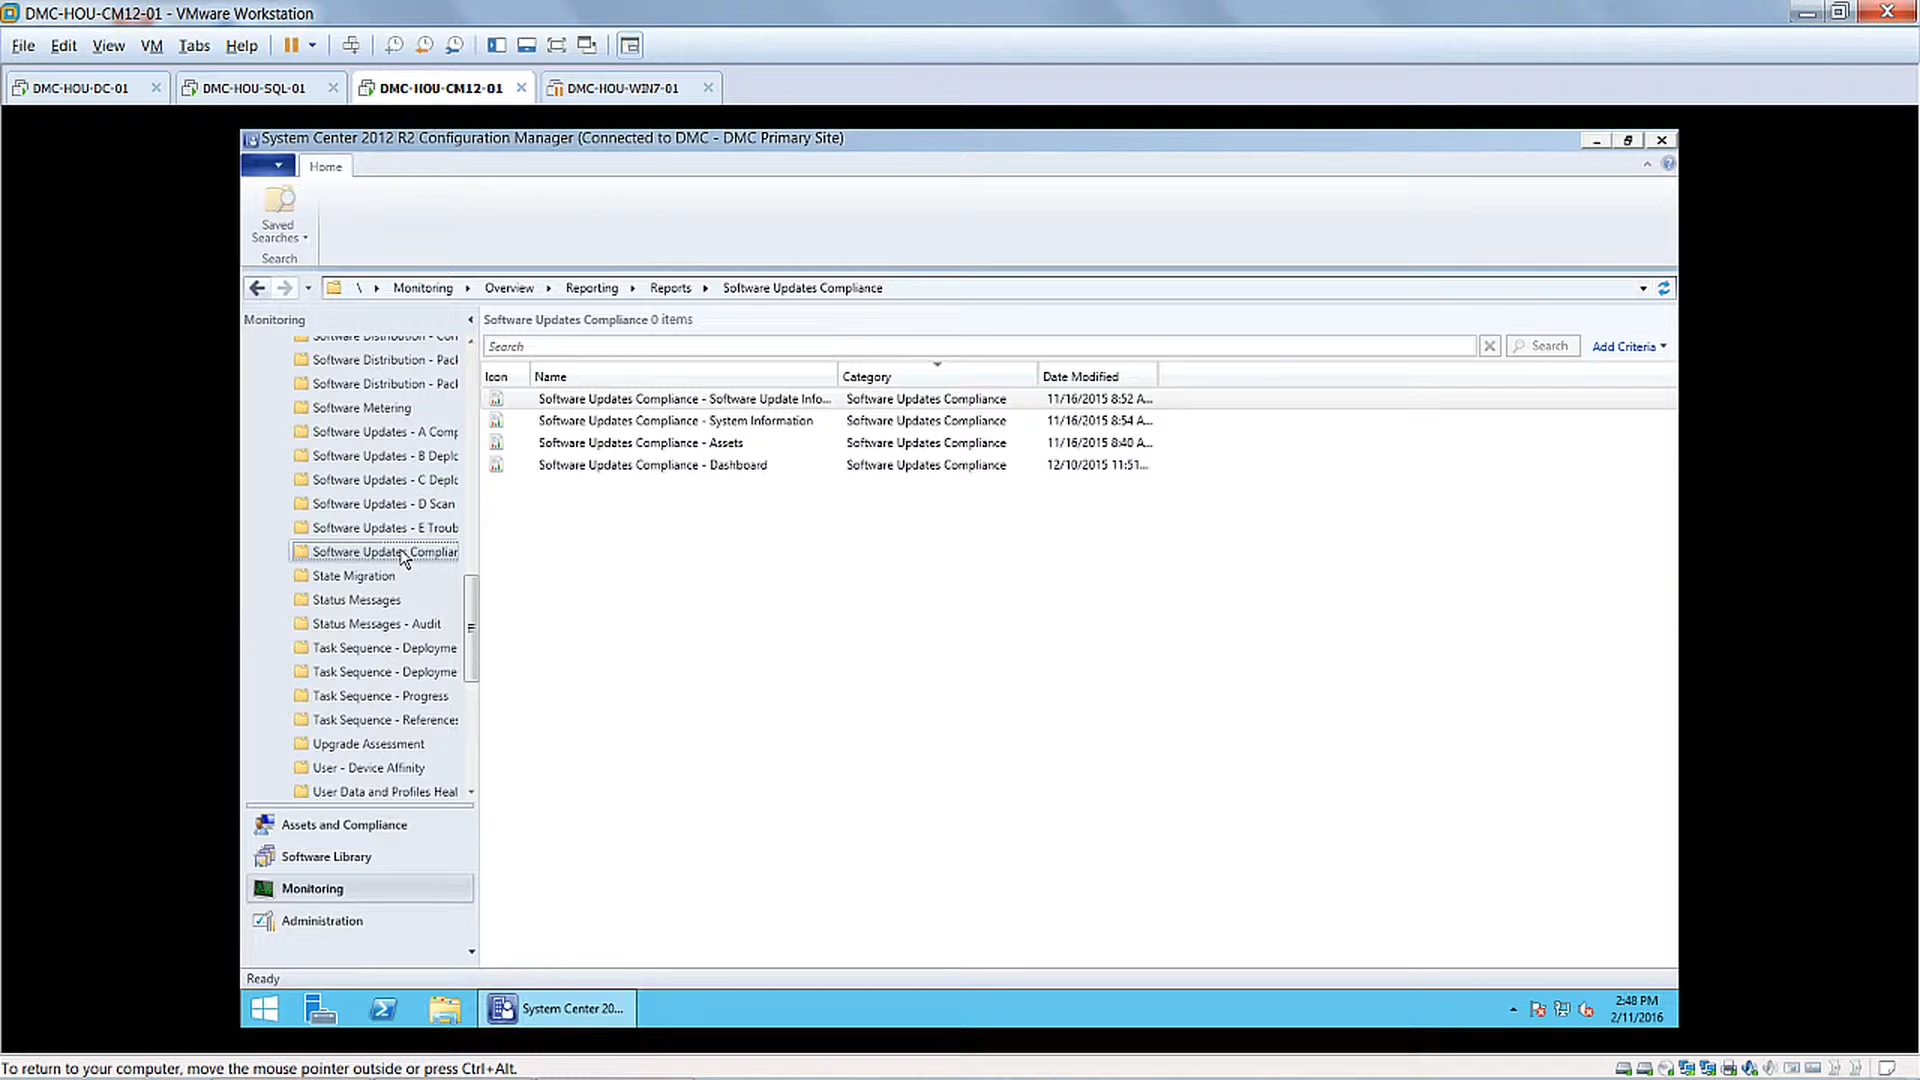 DMC-HOU-CM12-01 - VMware Workstation
File Edit View VM Tabs Help
DMC-HOU-DC-01
DMC-HOU-SQL-01
DMC-HOU-CM12-01
DMC-HOU-WIN7-01
System Center 2012 R2 Configuration Manager (Connected to DMC - DMC Primary Site)
Home
Saved
Searches
Search
\ Monitoring Overview Reporting Reports Software Updates Compliance
Monitoring
Software Distribution - Con
Software Distribution - Pack
Software Distribution - Pack
Software Metering
Software Updates - A Comp
Software Updates - B Deplo
Software Updates - C Deplo
Software Updates - D Scan
Software Updates - E Troub
Software Updates Complian
State Migration
Status Messages
Status Messages - Audit
Task Sequence - Deployme
Task Sequence - Deployme
Task Sequence - Progress
Task Sequence - References
Upgrade Assessment
User - Device Affinity
User Data and Profiles Heal
Assets and Compliance
Software Library
Monitoring
Administration
Software Updates Compliance 0 items
Search
Search
Add Criteria
Icon Name Category Date Modified
Software Updates Compliance - Software Update Info... Software Updates Compliance 11/16/2015 8:52 A...
Software Updates Compliance - System Information Software Updates Compliance 11/16/2015 8:54 A...
Software Updates Compliance - Assets Software Updates Compliance 11/16/2015 8:40 A...
Software Updates Compliance - Dashboard Software Updates Compliance 12/10/2015 11:51...
Ready
System Center 20...
2:48 PM
2/11/2016
To return to your computer, move the mouse pointer outside or press Ctrl+Alt.